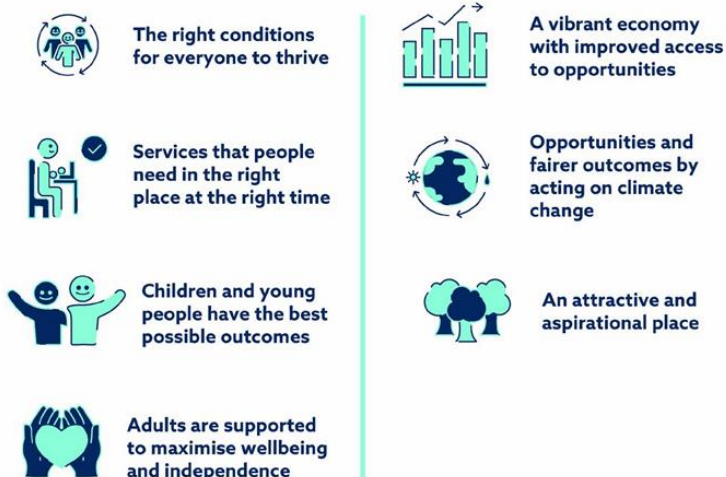 The right conditions
for everyone to thrive
Services that people
need in the right
place at the right time
Children and young
people have the best
possible outcomes
Adults are supported
to maximise wellbeing
and independence
A vibrant economy
with improved access
to opportunities
Opportunities and
fairer outcomes by
acting on climate
change
An attractive and
aspirational place